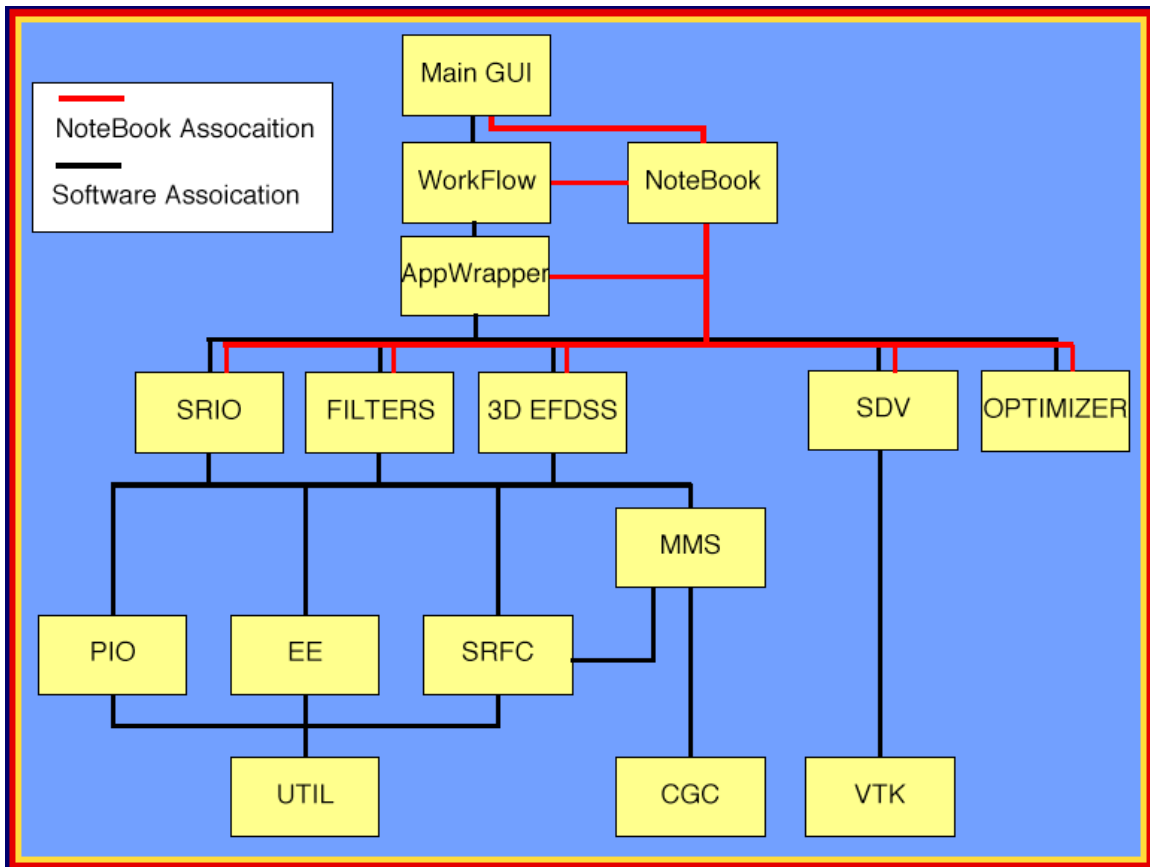 Main GUI
NoteBook Assocaition
Software Assoication
WorkFlow
NoteBook
AppWrapper
SRIO
FILTERS
3D EFDSS
SDV
OPTIMIZER
MMS
PIO
EE
SRFC
UTIL
CGC
VTK